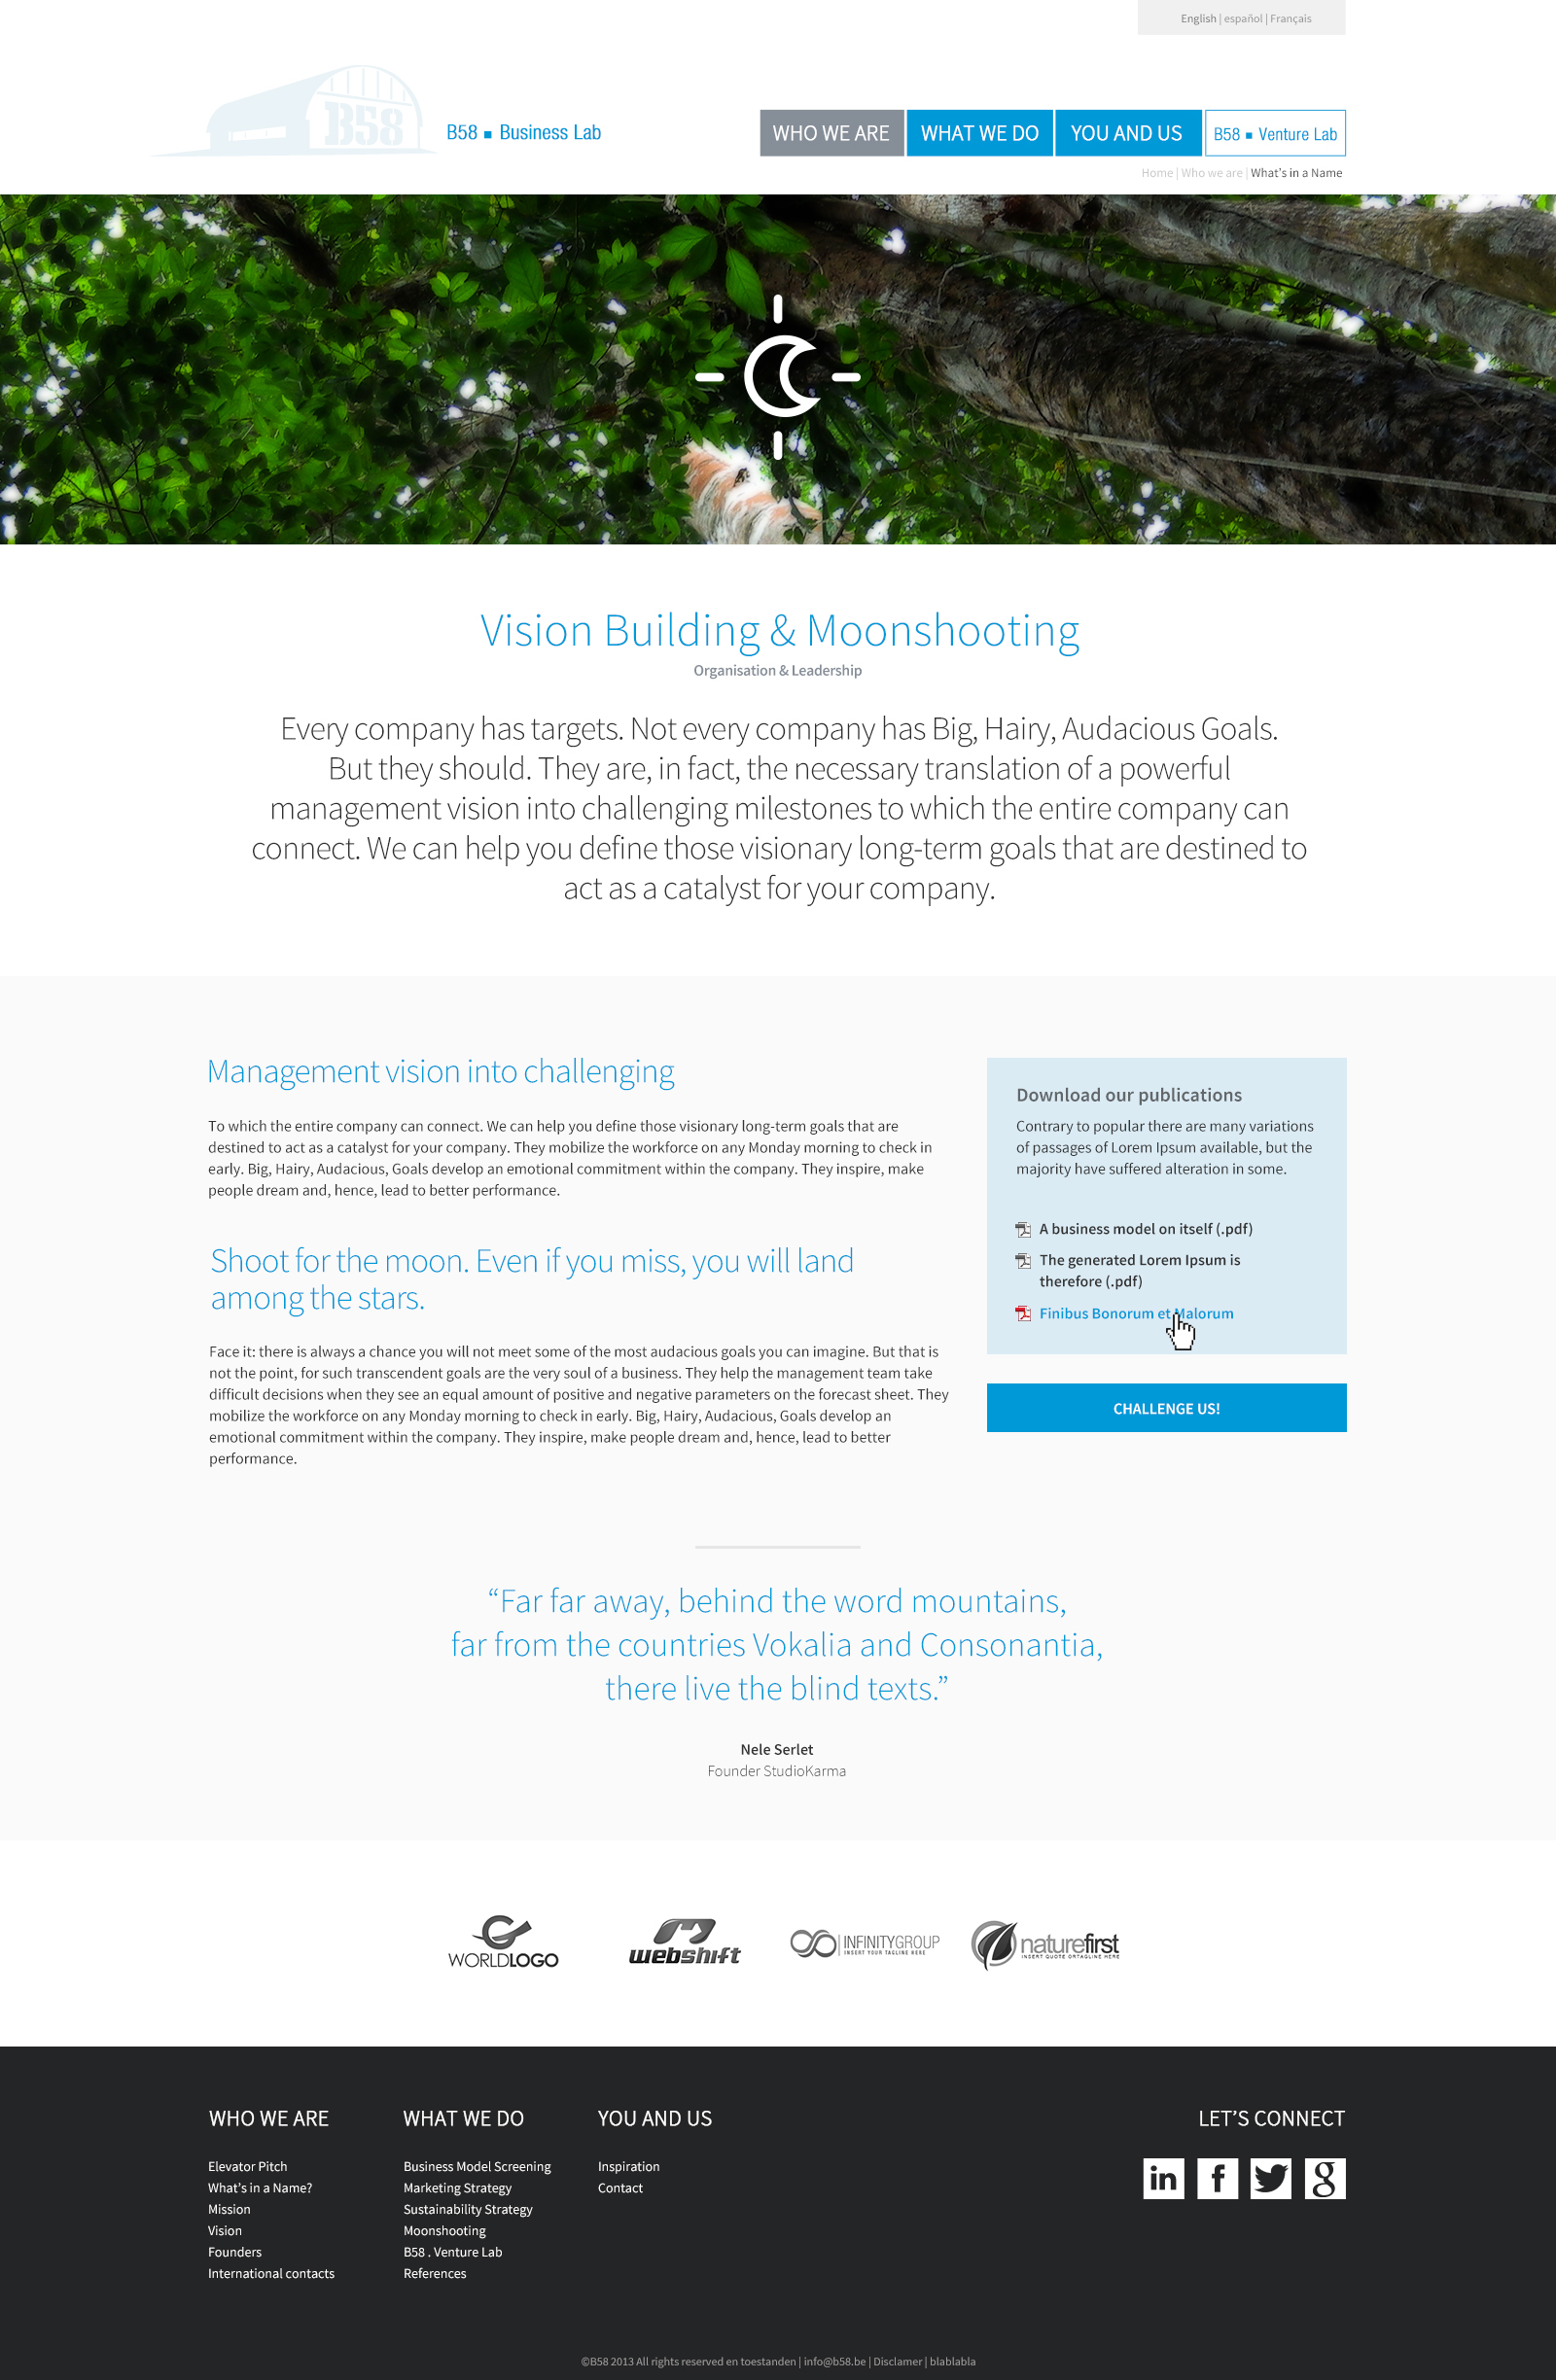 English | español | Français
B58
B58 ▪ Business Lab
WHO WE ARE
WHAT WE DO
YOU AND US
B58 ▪ Venture Lab
Home | Who we are | What's in a Name
Vision Building & Moonshooting
Organisation & Leadership
Every company has targets. Not every company has Big, Hairy, Audacious Goals.
But they should. They are, in fact, the necessary translation of a powerful
management vision into challenging milestones to which the entire company can
connect. We can help you define those visionary long-term goals that are destined to
act as a catalyst for your company.
Management vision into challenging
To which the entire company can connect. We can help you define those visionary long-term goals that are
destined to act as a catalyst for your company. They mobilize the workforce on any Monday morning to check in
early. Big, Hairy, Audacious, Goals develop an emotional commitment within the company. They inspire, make
people dream and, hence, lead to better performance.
Shoot for the moon. Even if you miss, you will land
among the stars.
Face it: there is always a chance you will not meet some of the most audacious goals you can imagine. But that is
not the point, for such transcendent goals are the very soul of a business. They help the management team take
difficult decisions when they see an equal amount of positive and negative parameters on the forecast sheet. They
mobilize the workforce on any Monday morning to check in early. Big, Hairy, Audacious, Goals develop an
emotional commitment within the company. They inspire, make people dream and, hence, lead to better
performance.
Download our publications
Contrary to popular there are many variations
of passages of Lorem Ipsum available, but the
majority have suffered alteration in some.
A business model on itself (.pdf)
The generated Lorem Ipsum is
therefore (.pdf)
Finibus Bonorum et Malorum
CHALLENGE US!
“Far far away, behind the word mountains,
far from the countries Vokalia and Consonantia,
there live the blind texts.”
Nele Serlet
Founder StudioKarma
WORLDLOGO
webshift
INFINITYGROUP
INSERT YOUR TAGLINE HERE
naturefirst
INSERT QUOTE ORTAGLINE HERE
WHO WE ARE
Elevator Pitch
What's in a Name?
Mission
Vision
Founders
International contacts
WHAT WE DO
Business Model Screening
Marketing Strategy
Sustainability Strategy
Moonshooting
B58 . Venture Lab
References
YOU AND US
Inspiration
Contact
LET'S CONNECT
in
f
g
©B58 2013 All rights reserved en toestanden | info@b58.be | Disclamer | blablabla